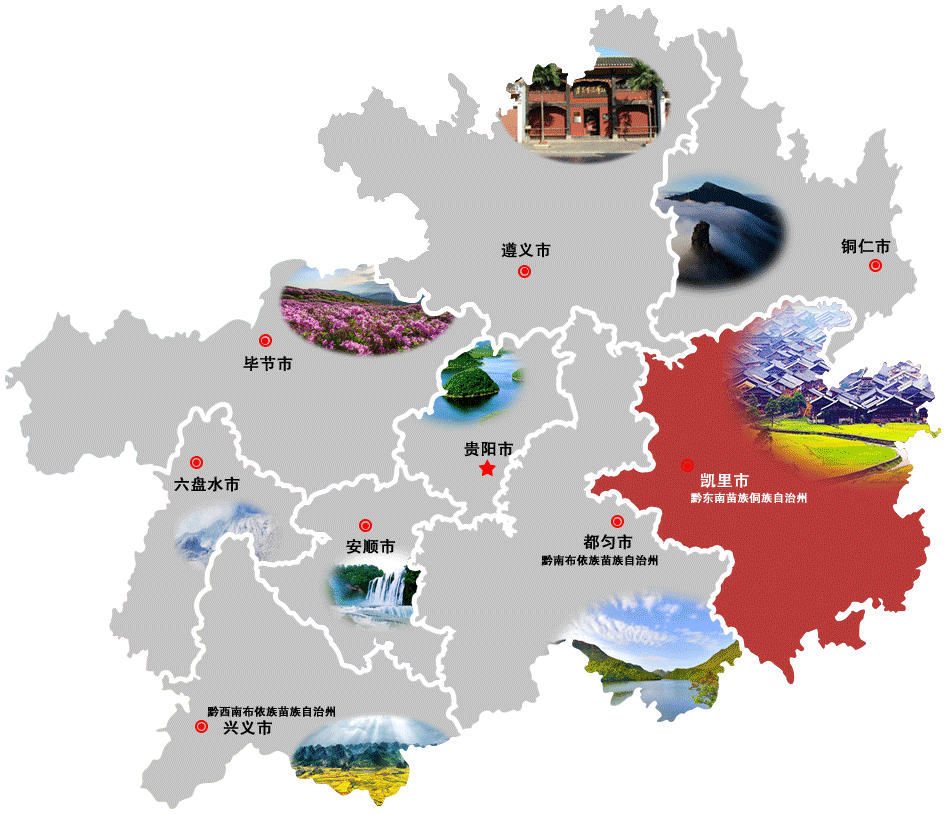 遵义市
铜仁市
毕节市
贵阳市
六盘水市
凯里市
黔东南苗族侗族自治州
安顺市
都匀市
黔南布依族苗族自治州
黔西南布依族苗族自治州
兴义市